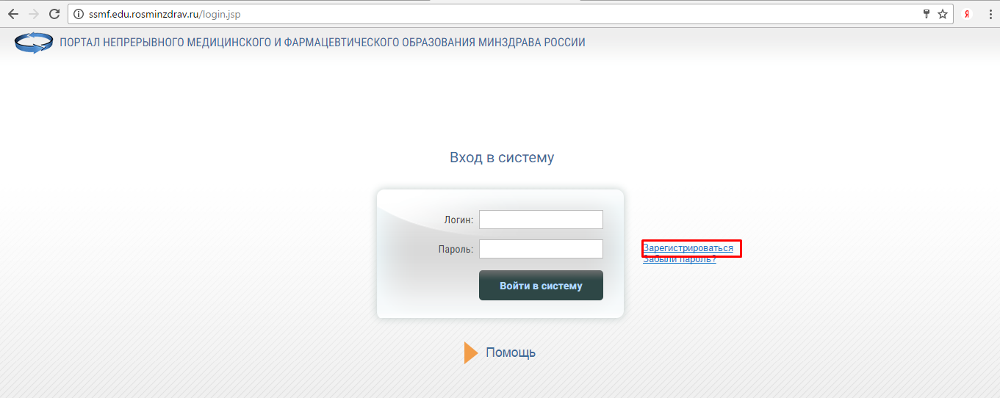 ssmf.edu.rosminzdrav.ru/login.jsp
Я
ПОРТАЛ НЕПРЕРЫВНОГО МЕДИЦИНСКОГО И ФАРМАЦЕВТИЧЕСКОГО ОБРАЗОВАНИЯ МИНЗДРАВА РОССИИ
Вход в систему
Логин:
Пароль:
Зарегистрироваться
Забыли пароль?
Войти в систему
Помощь